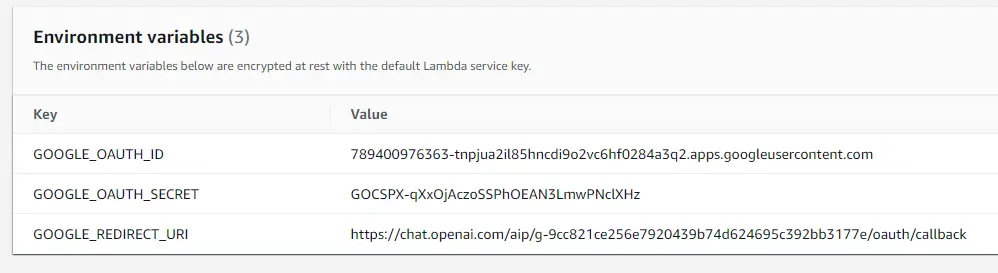 Environment variables (3)
The environment variables below are encrypted at rest with the default Lambda service key.
Key Value
GOOGLE_OAUTH_ID 789400976363-tnpjua2il85hncdi9o2vc6hf0284a3q2.apps.googleusercontent.com
GOOGLE_OAUTH_SECRET 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
GOOGLE_REDIRECT_URI https://chat.openai.com/aip/g-9cc821ce256e7920439b74d624695c392bb3177e/oauth/callback